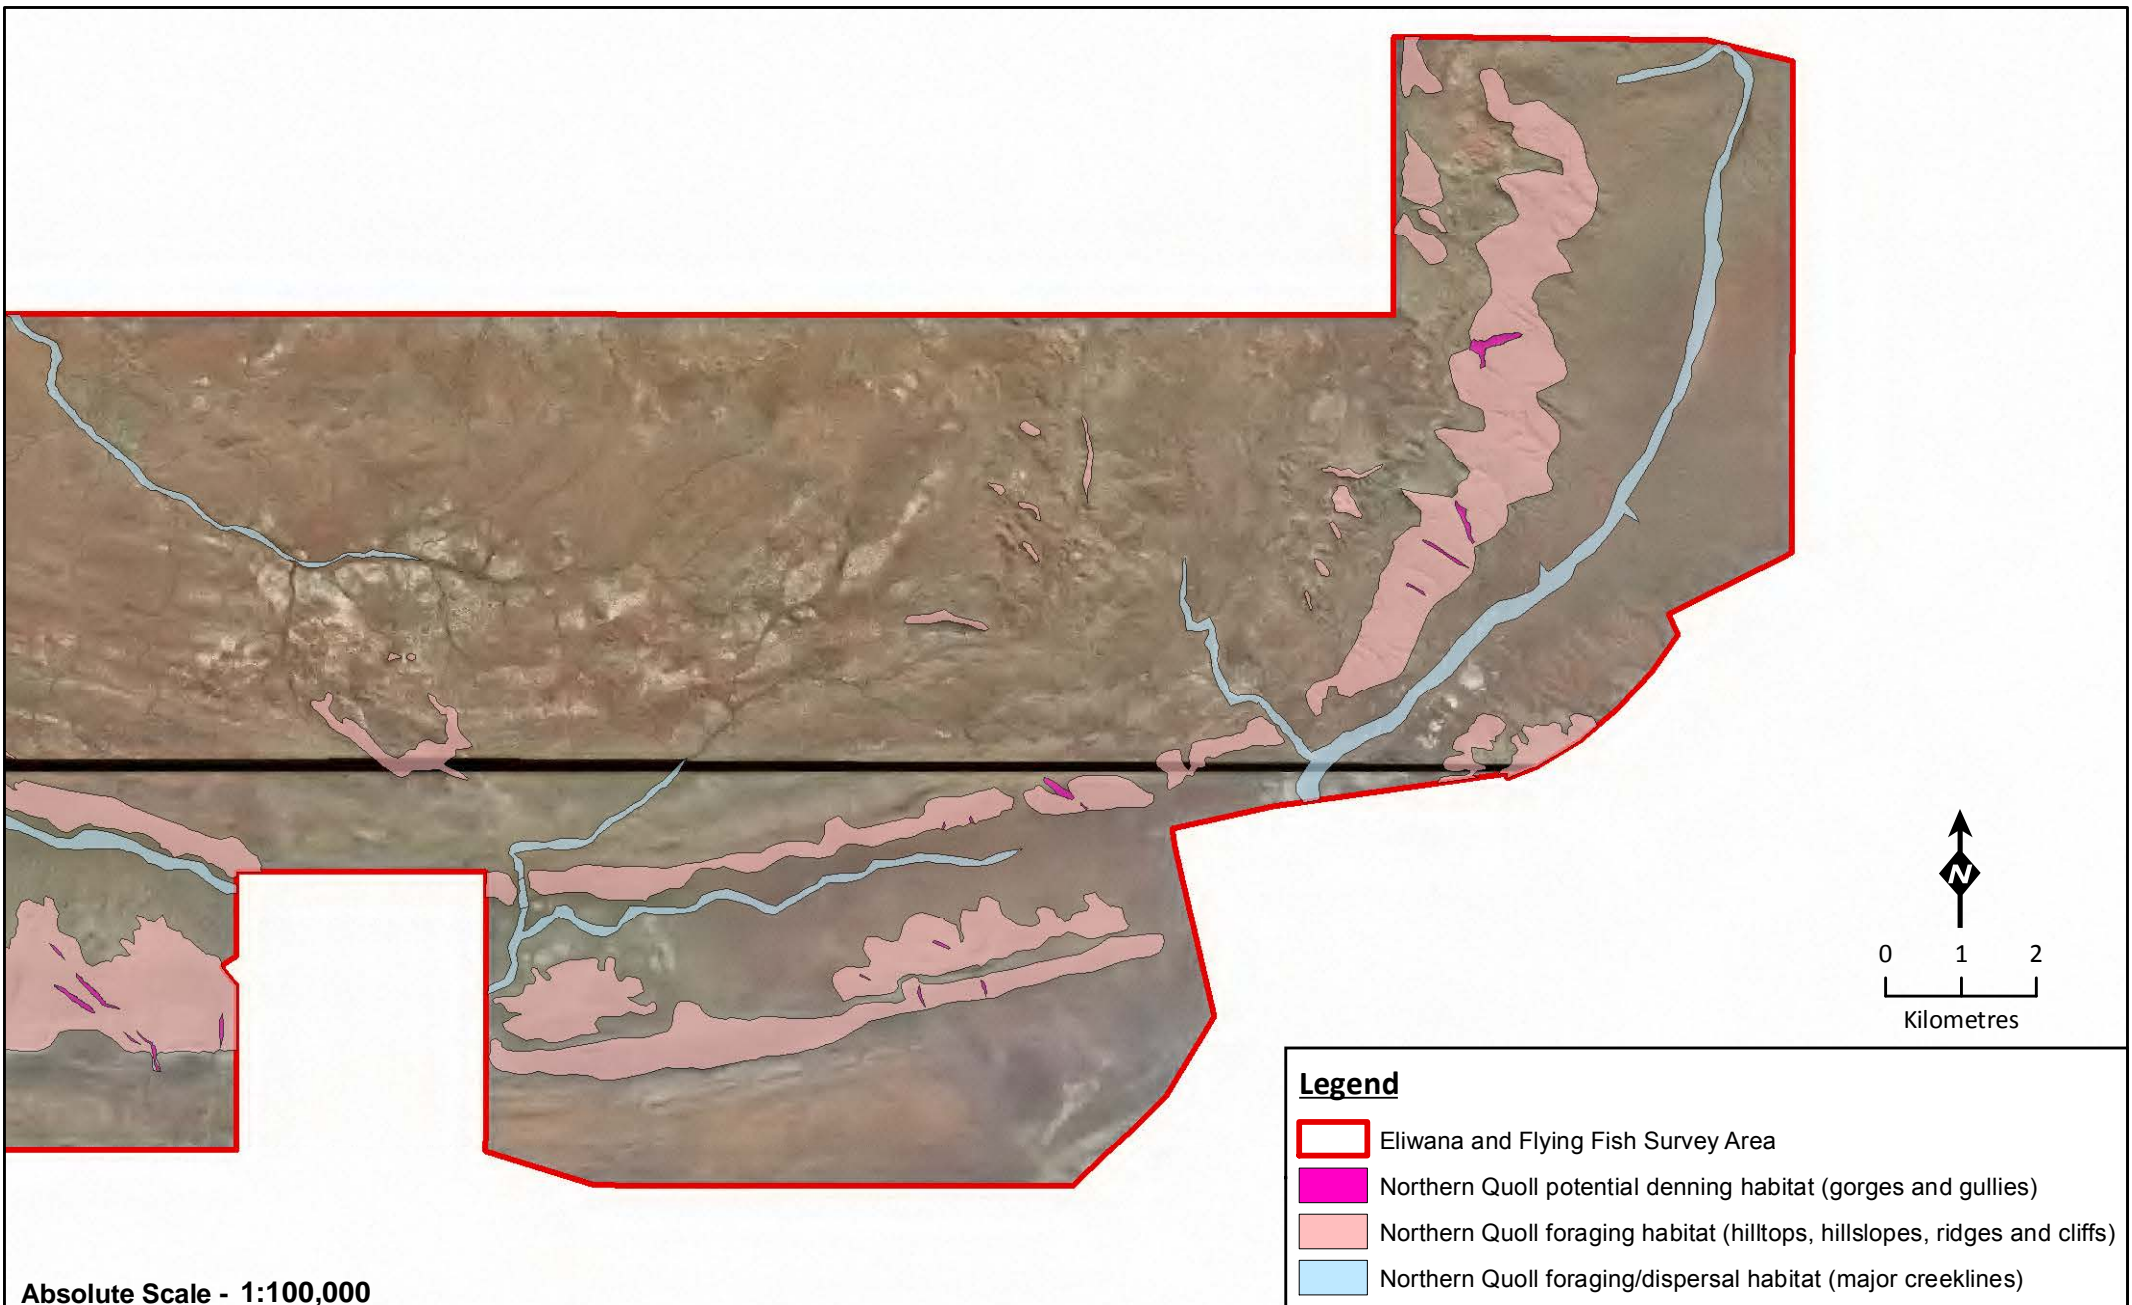 N
0 1 2
Kilometres
Legend
Eliwana and Flying Fish Survey Area
Northern Quoll potential denning habitat (gorges and gullies)
Northern Quoll foraging habitat (hilltops, hillslopes, ridges and cliffs)
Northern Quoll foraging/dispersal habitat (major creeklines)
Absolute Scale - 1:100,000